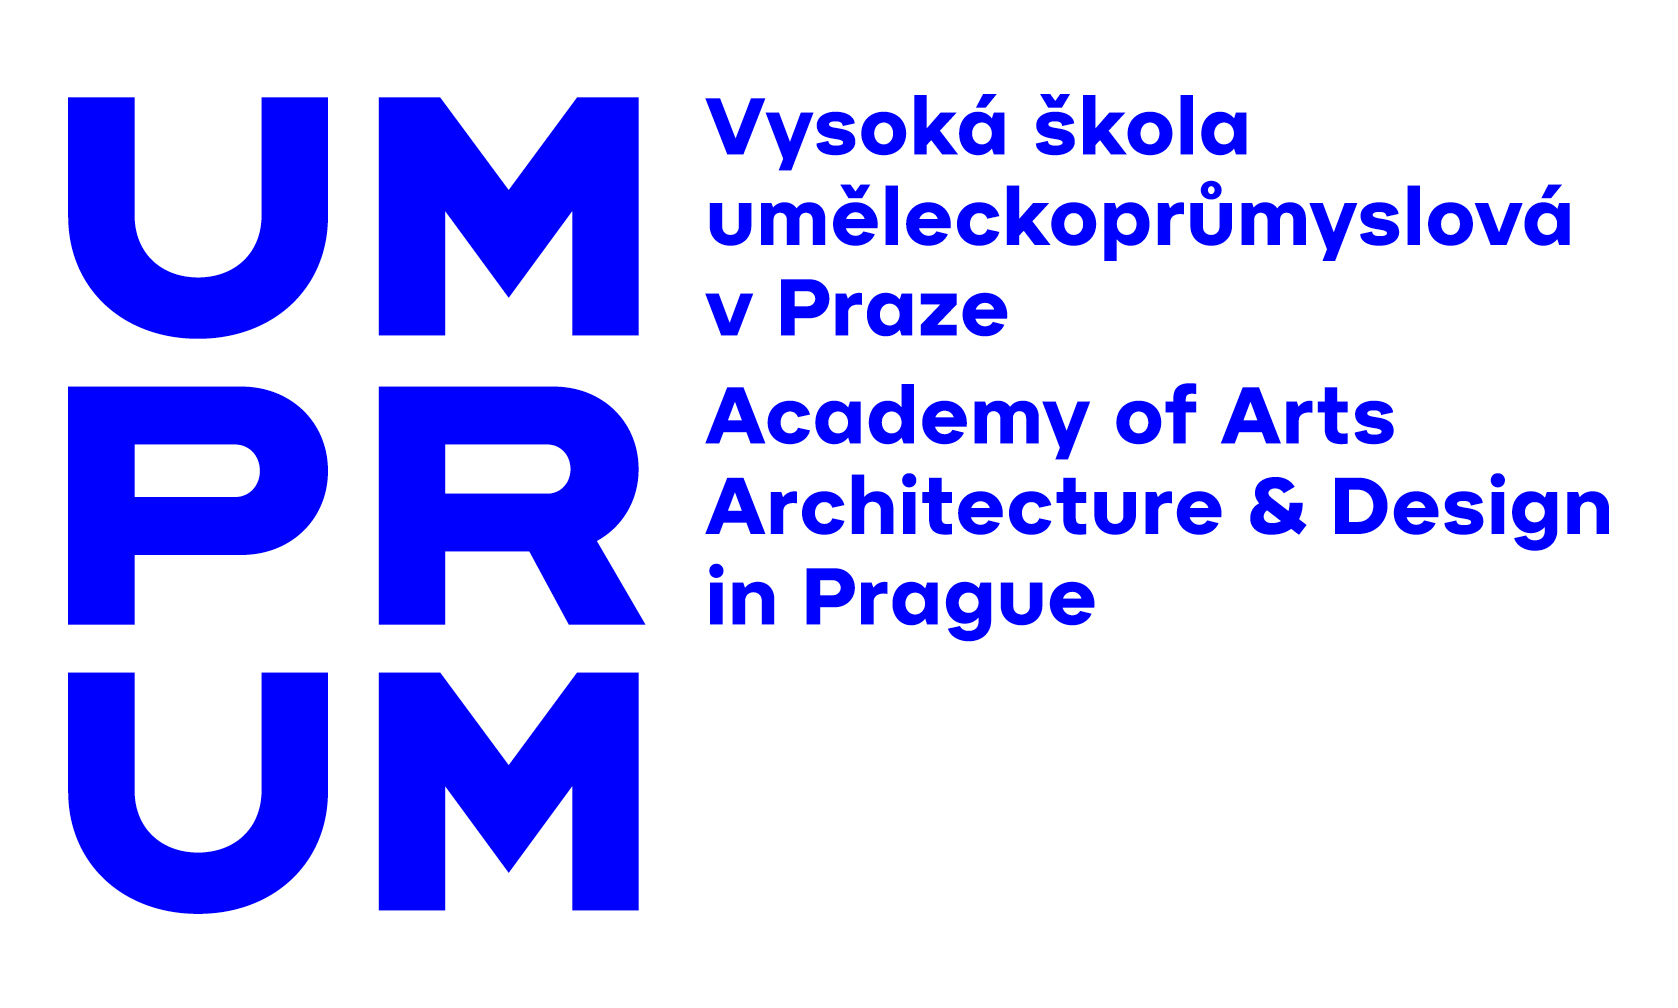 UM
PR
UM
Vysoká škola
uměleckoprůmyslová
v Praze
Academy of Arts
Architecture & Design
in Prague